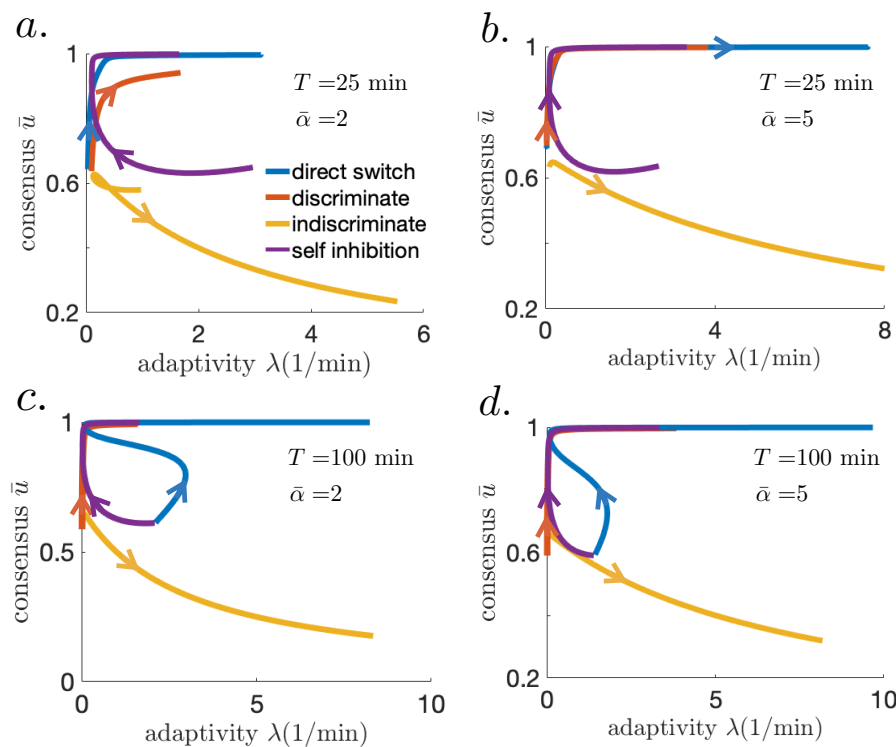 a.
1
T =25 min
ᾱ =2
0.6
direct switch
discriminate
indiscriminate
self inhibition
0.2
0
2
4
6
consensus ū
adaptivity λ(1/min)
b.
1
T =25 min
ᾱ =5
0.6
0.2
0
4
8
consensus ū
adaptivity λ(1/min)
c.
1
T =100 min
ᾱ =2
0.5
0
0
5
10
consensus ū
adaptivity λ(1/min)
d.
1
T =100 min
ᾱ =5
0.6
0.2
0
5
10
consensus ū
adaptivity λ(1/min)